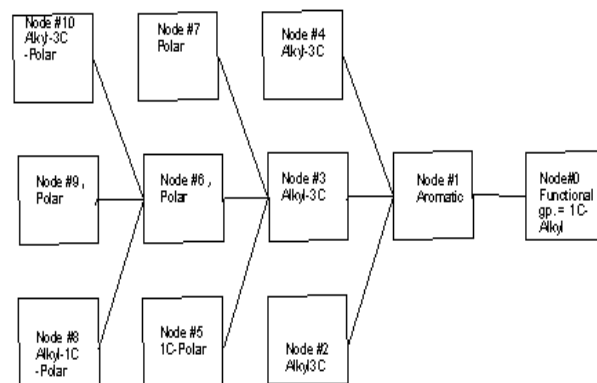 Node #10
Alkyl-3C
-Polar
Node #7
Polar
Node #4
Alkyl-3C
Node #9 ,
Polar
Node #6 ,
Polar
Node #3
Alkyl-3C
Node #1
Aromatic
Node#0
Functional
gp.= 1C-
Alkyl
Node #8
Alkyl-1C
-Polar
Node #5
1C-Polar
Node #2
Alkyl3C